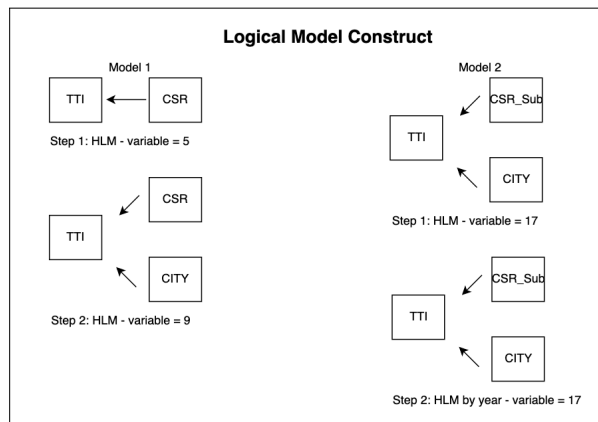 Logical Model Construct
Model 1
TTI
CSR
Step 1: HLM - variable = 5
TTI
CSR
CITY
Step 2: HLM - variable = 9
Model 2
CSR_Sub
TTI
CITY
Step 1: HLM - variable = 17
CSR_Sub
TTI
CITY
Step 2: HLM by year - variable = 17